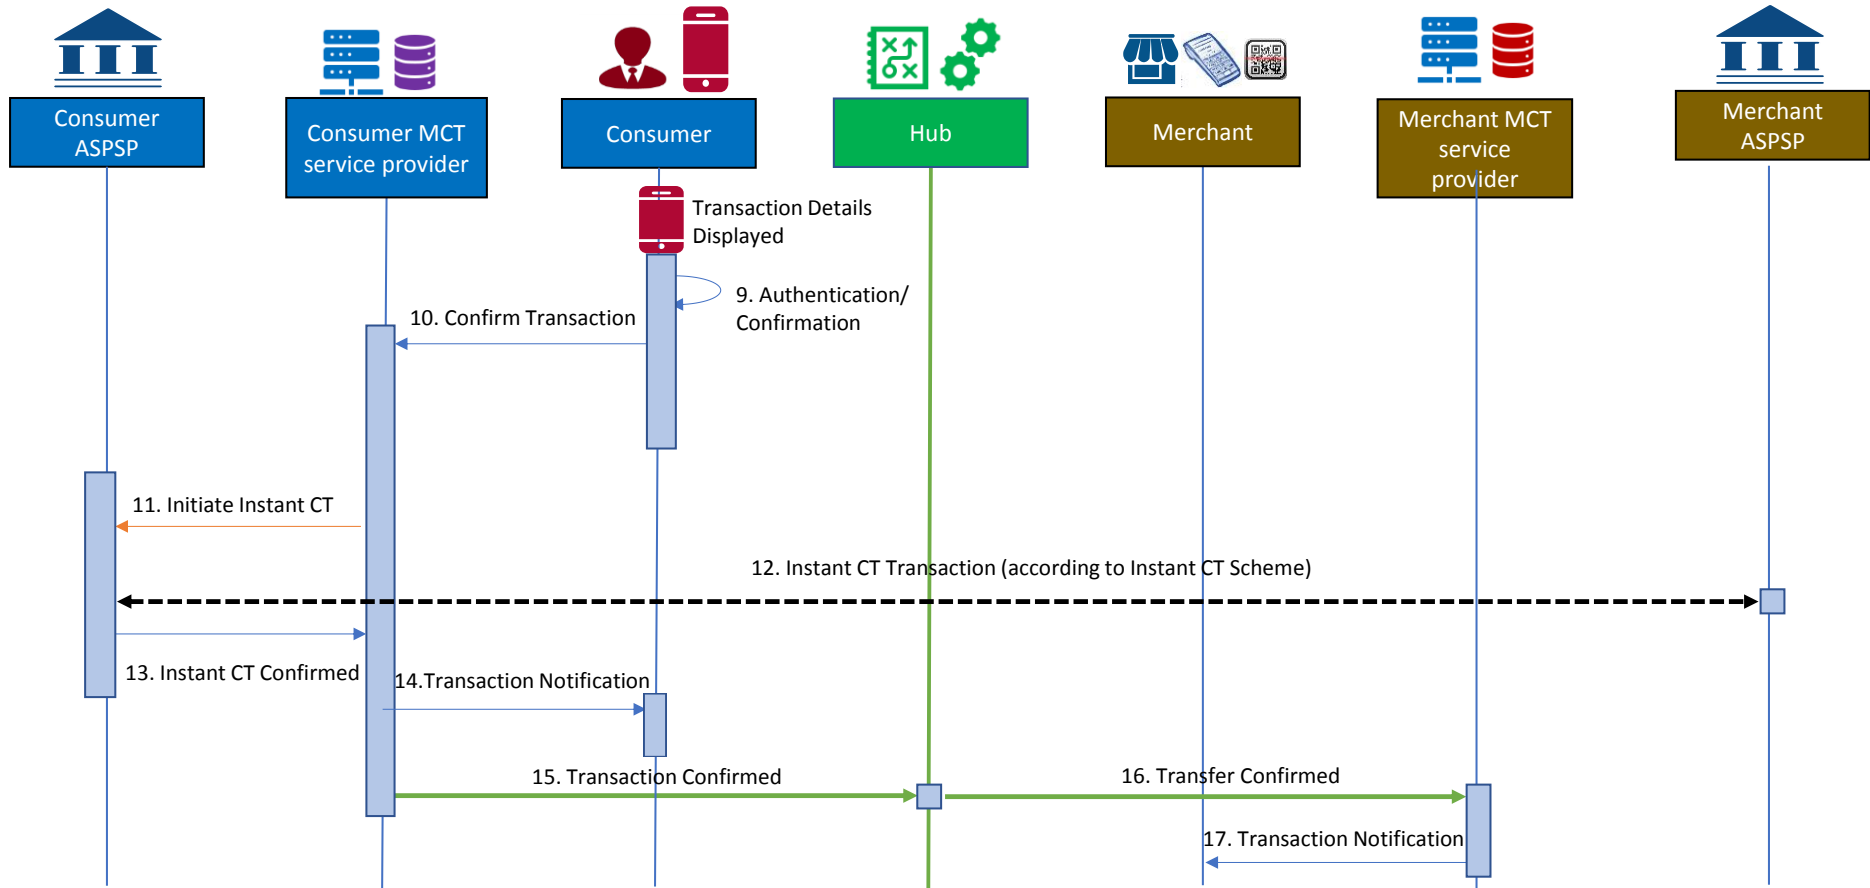 Consumer
ASPSP
Consumer MCT
service provider
Consumer
Hub
Merchant
Merchant MCT
service
provider
Merchant
ASPSP
Transaction Details
Displayed
9. Authentication/
Confirmation
10. Confirm Transaction
11. Initiate Instant CT
12. Instant CT Transaction (according to Instant CT Scheme)
13. Instant CT Confirmed
14.Transaction Notification
15. Transaction Confirmed
16. Transfer Confirmed
17. Transaction Notification